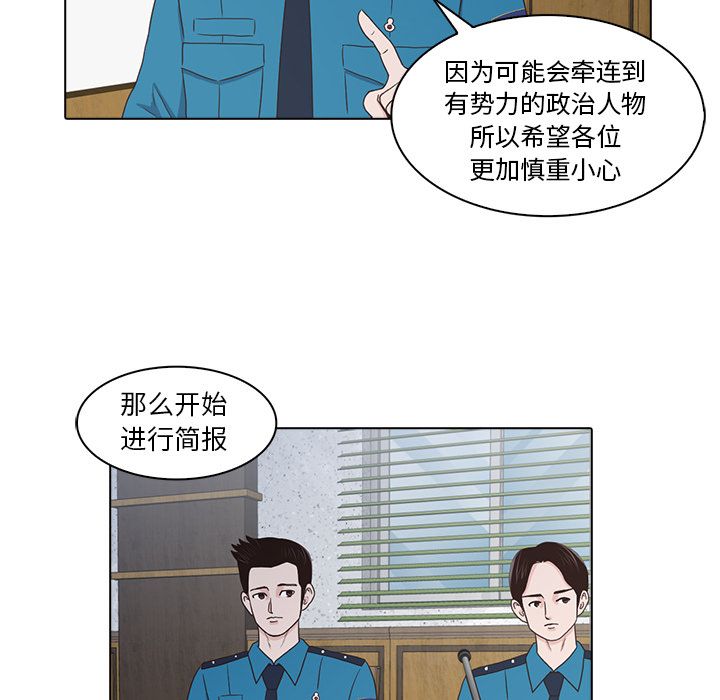 因为可能会牵连到
有势力的政治人物
所以希望各位
更加慎重小心
那么开始
进行简报